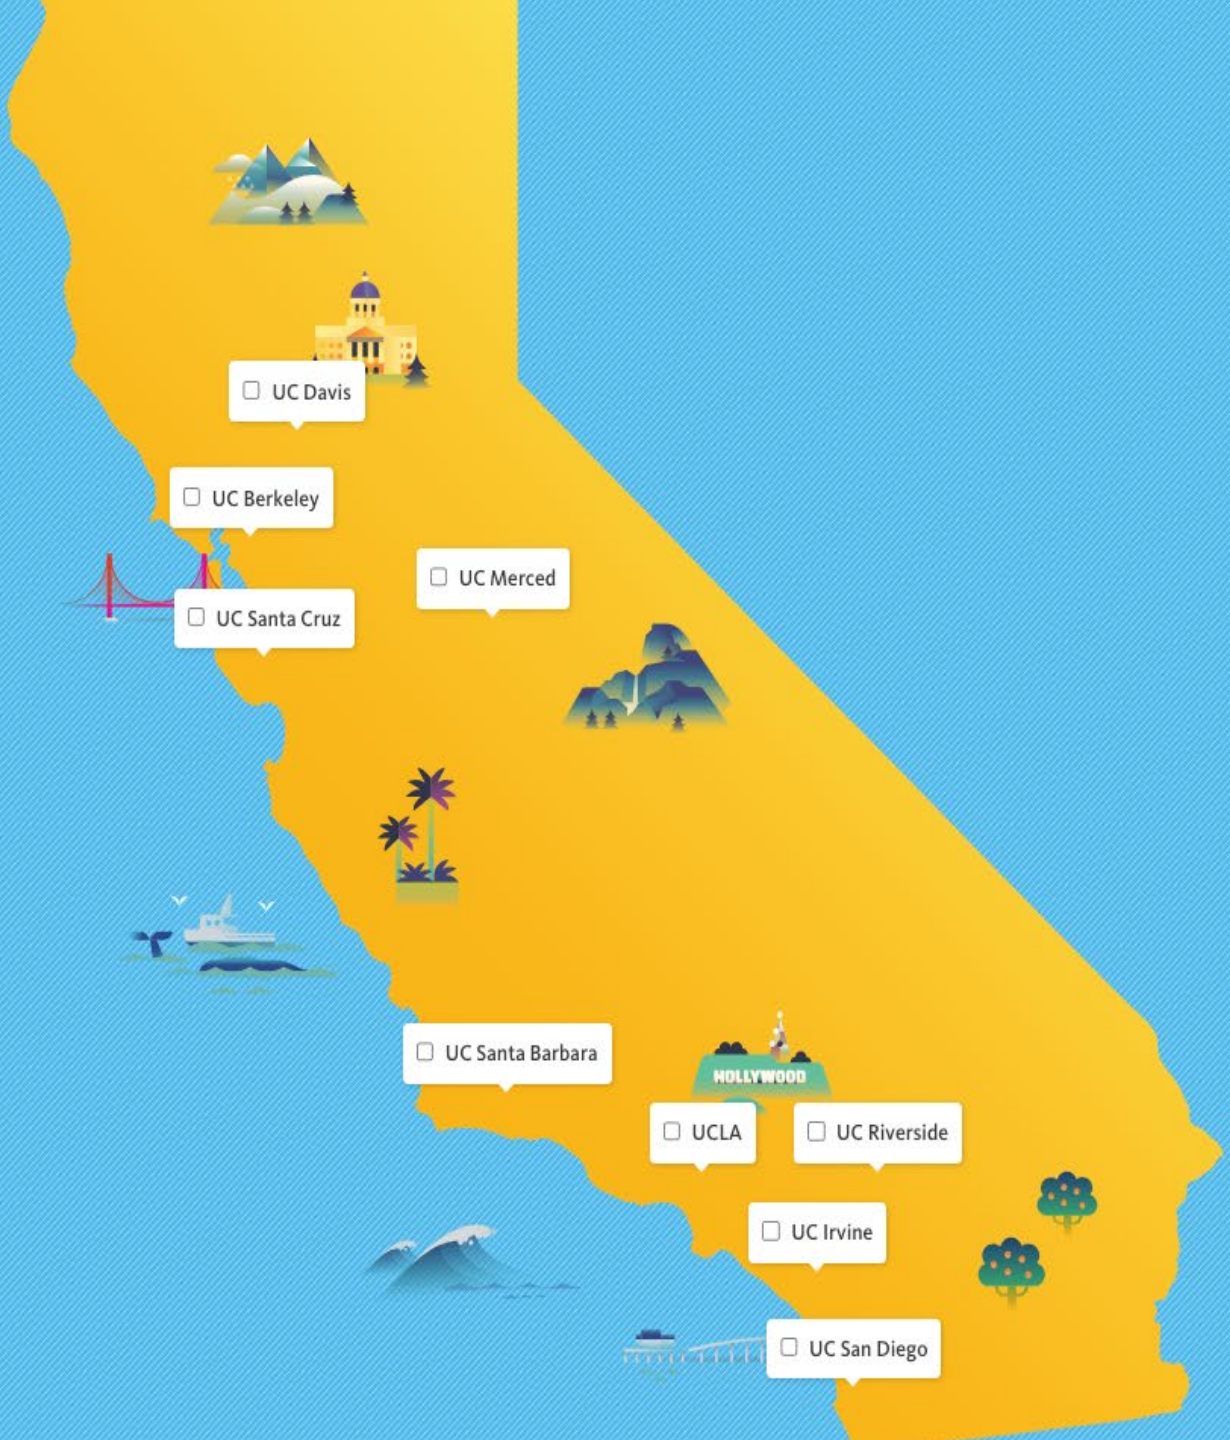 UC Davis
UC Berkeley
UC Merced
UC Santa Cruz
UC Santa Barbara
HOLLYWOOD
UCLA
UC Riverside
UC Irvine
UC San Diego